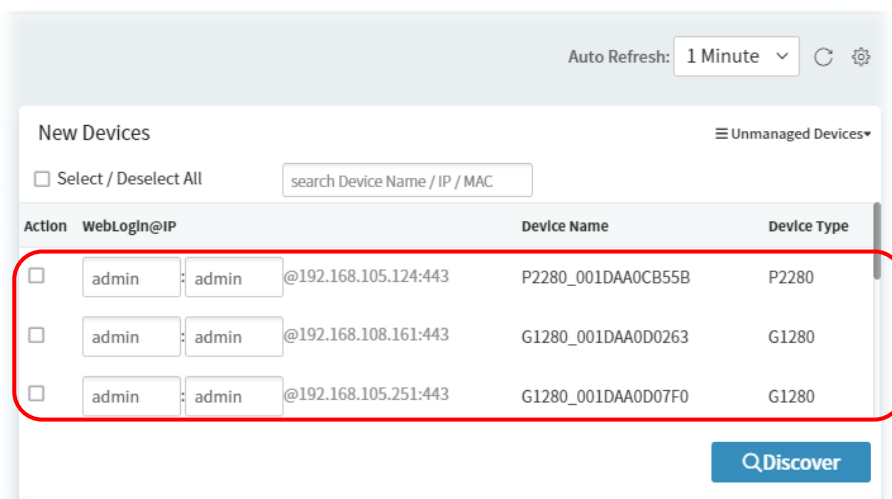 Auto Refresh: 1 Minute
New Devices Unmanaged Devices
Select / Deselect All search Device Name / IP / MAC
Action WebLogin@IP Device Name Device Type
admin : admin @192.168.105.124:443 P2280_001DAA0CB55B P2280
admin : admin @192.168.108.161:443 G1280_001DAA0D0263 G1280
admin : admin @192.168.105.251:443 G1280_001DAA0D07F0 G1280
Discover